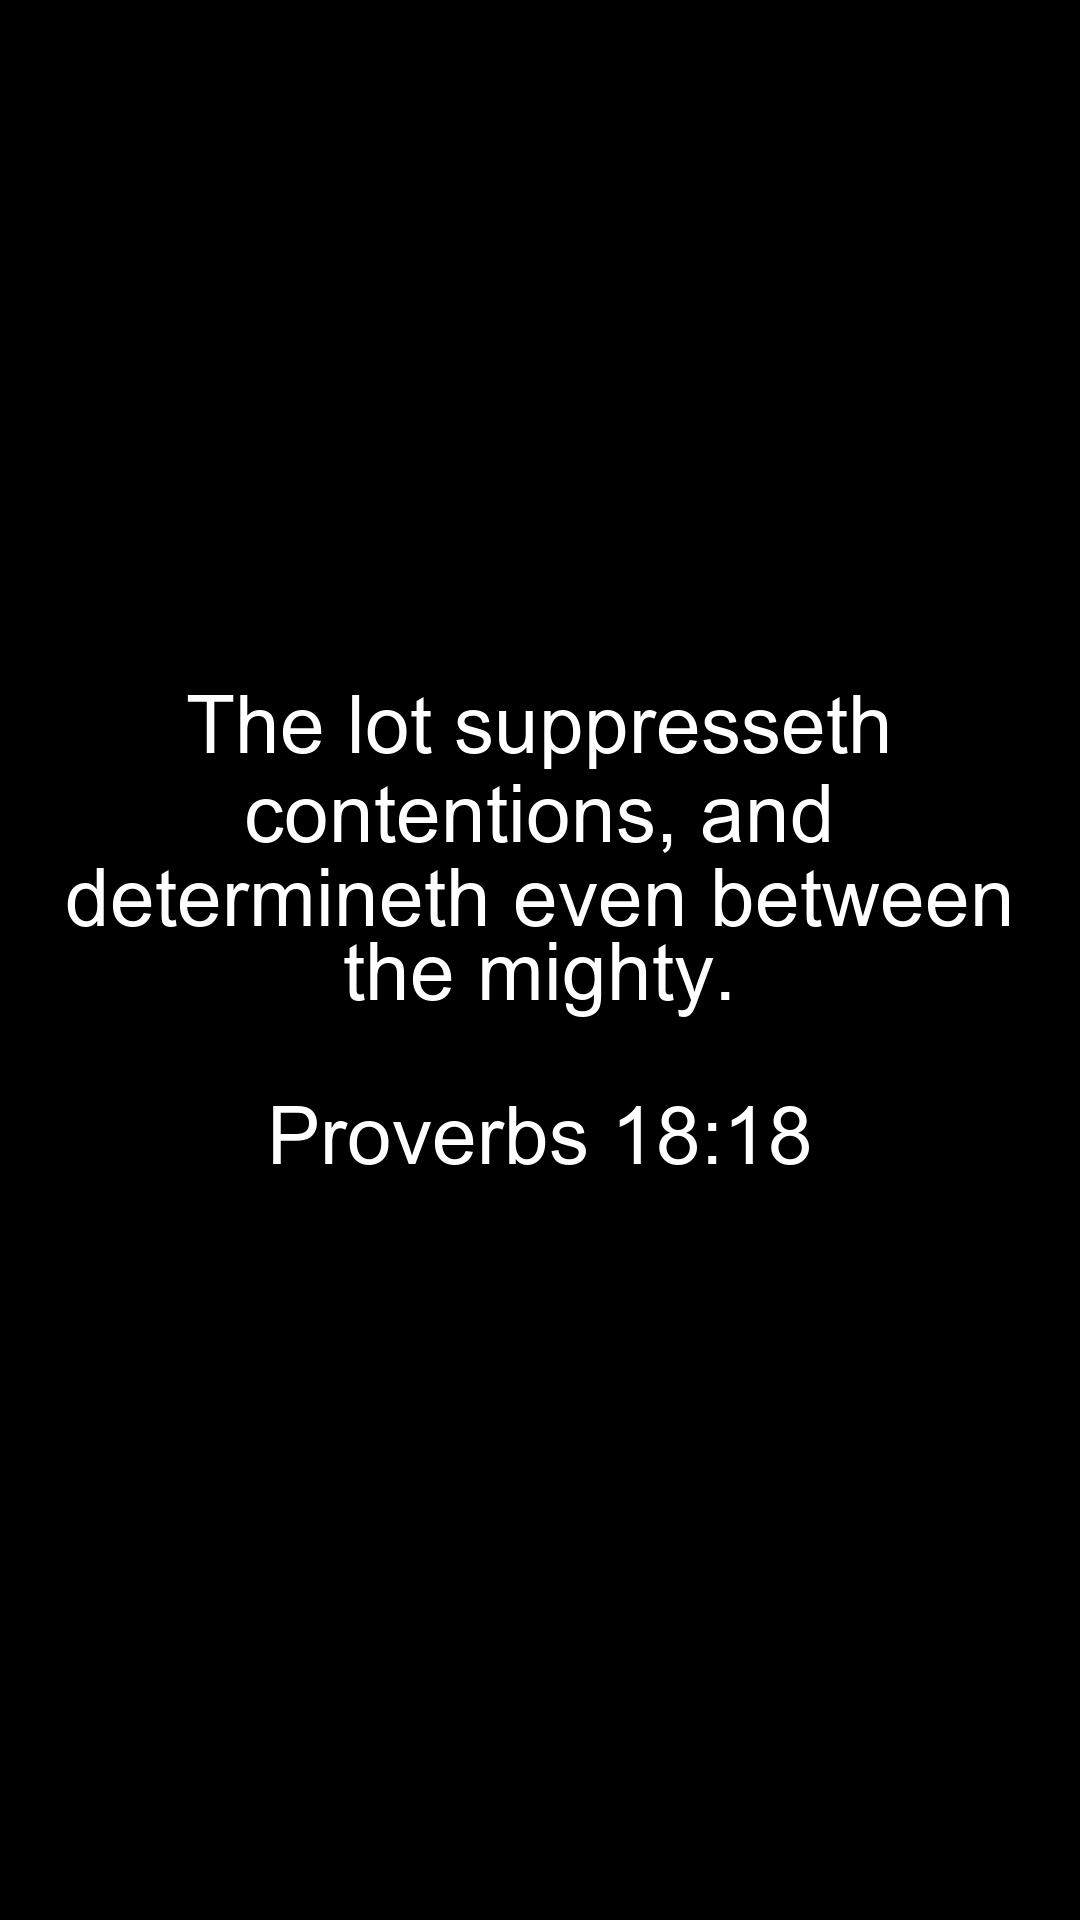 The lot suppresseth
contentions, and
determineth even between
the mighty.
Proverbs 18:18